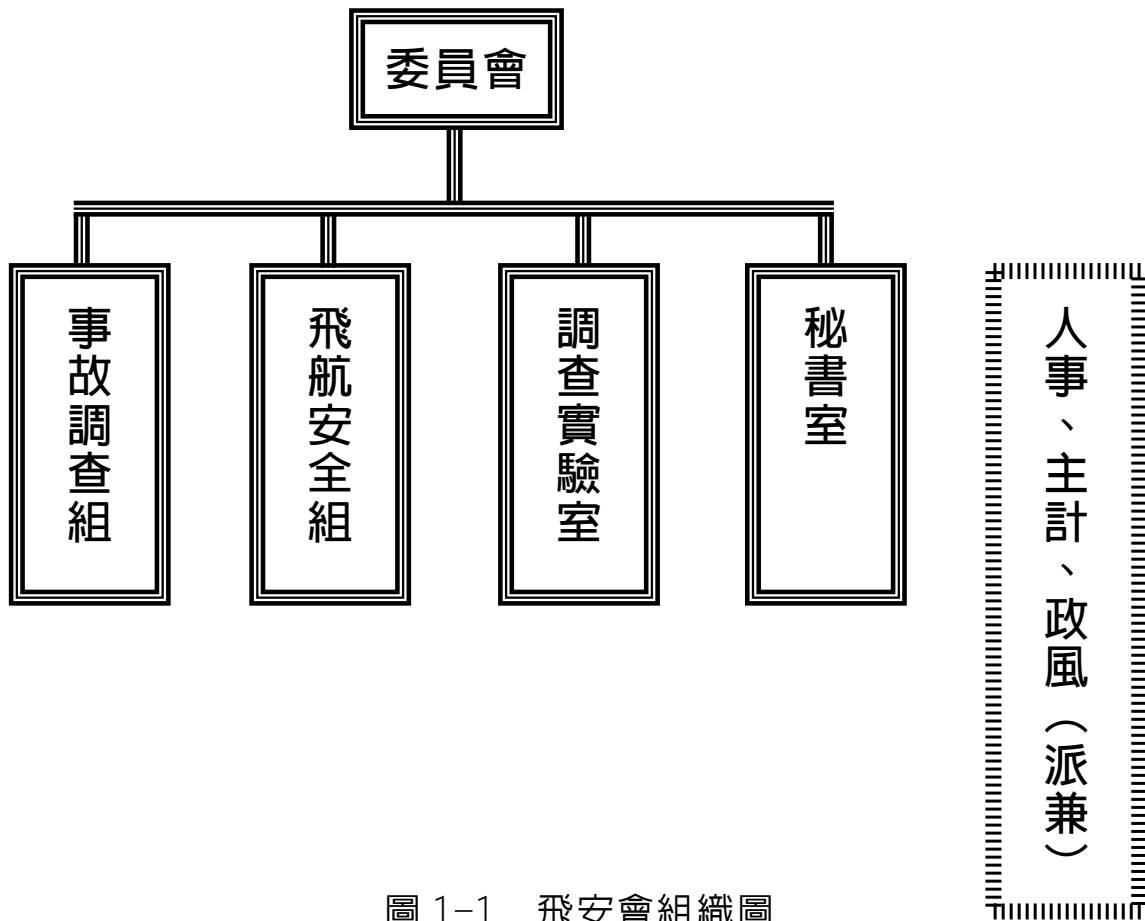 委員會
事故調查組
飛航安全組
調查實驗室
秘書室
人事、主計、政風（派兼）
圖 1–1　飛安會組織圖